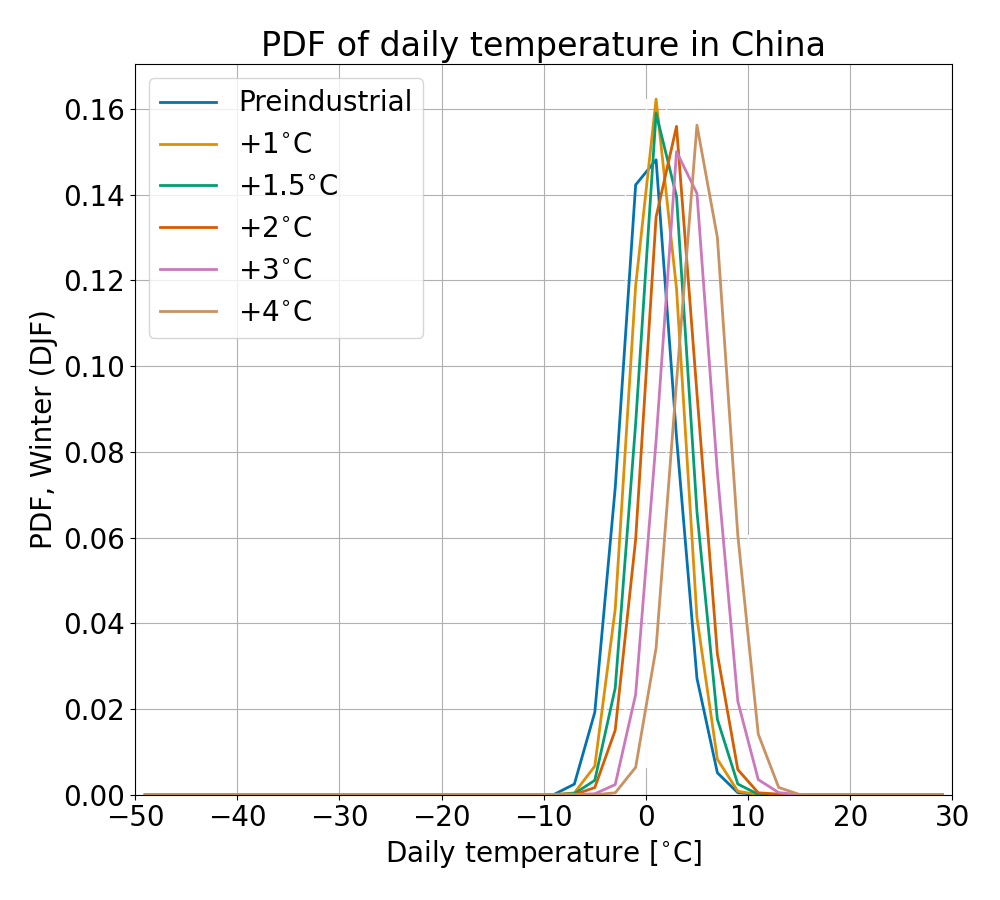 PDF of daily temperature in China
Preindustrial
+1°C
+1.5°C
+2°C
+3°C
+4°C
PDF, Winter (DJF)
0.16
0.14
0.12
0.10
0.08
0.06
0.04
0.02
0.00
−50 −40 −30 −20 −10 0 10 20 30
Daily temperature [°C]